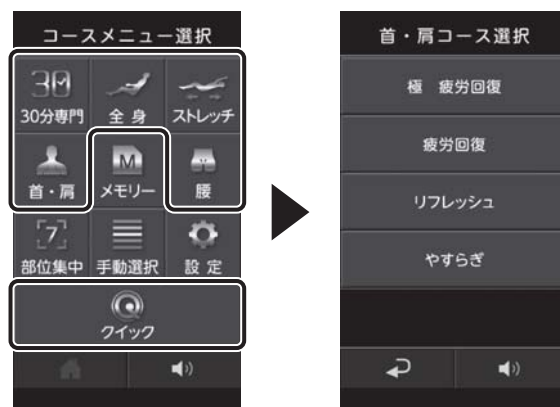 コースメニュー選択
30分専門 全身 ストレッチ
M
首・肩 メモリー 腰
7
部位集中 手動選択 設定
クイック
首・肩コース選択
極 疲労回復
疲労回復
リフレッシュ
やすらぎ